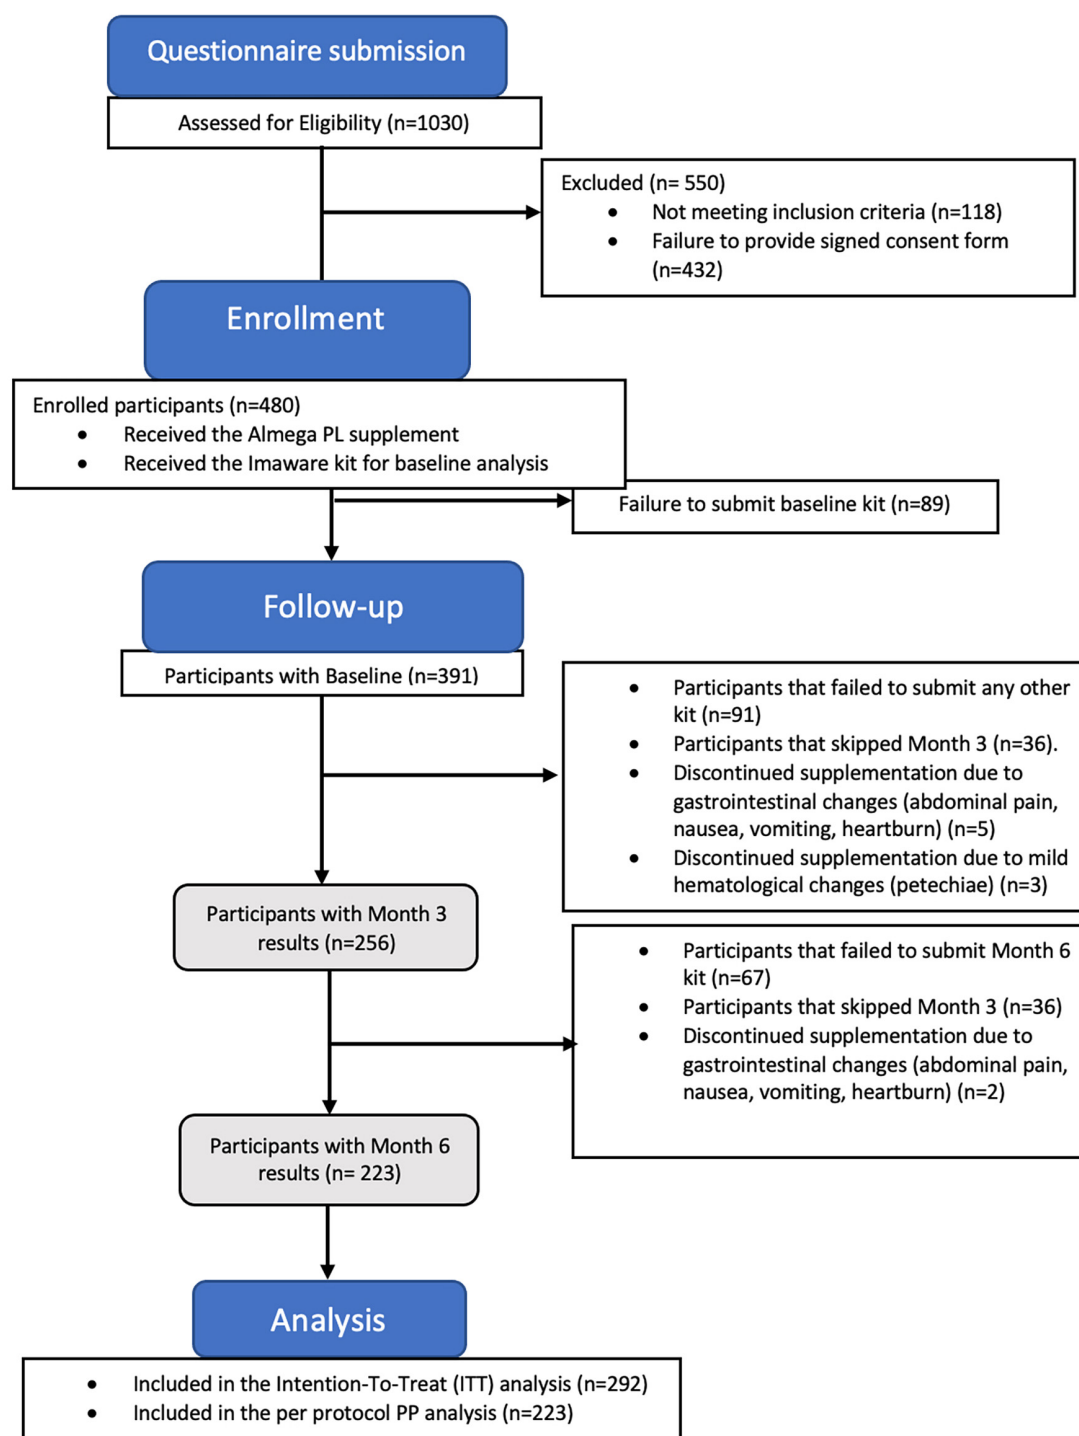 Questionnaire submission
Assessed for Eligibility (n=1030)
Excluded (n= 550)
• Not meeting inclusion criteria (n=118)
• Failure to provide signed consent form
(n=432)
Enrollment
Enrolled participants (n=480)
• Received the Almega PL supplement
• Received the Imaware kit for baseline analysis
Failure to submit baseline kit (n=89)
Follow-up
Participants with Baseline (n=391)
• Participants that failed to submit any other
kit (n=91)
• Participants that skipped Month 3 (n=36).
• Discontinued supplementation due to
gastrointestinal changes (abdominal pain,
nausea, vomiting, heartburn) (n=5)
• Discontinued supplementation due to mild
hematological changes (petechiae) (n=3)
Participants with Month 3
results (n=256)
• Participants that failed to submit Month 6
kit (n=67)
• Participants that skipped Month 3 (n=36)
• Discontinued supplementation due to
gastrointestinal changes (abdominal pain,
nausea, vomiting, heartburn) (n=2)
Participants with Month 6
results (n= 223)
Analysis
• Included in the Intention-To-Treat (ITT) analysis (n=292)
• Included in the per protocol PP analysis (n=223)